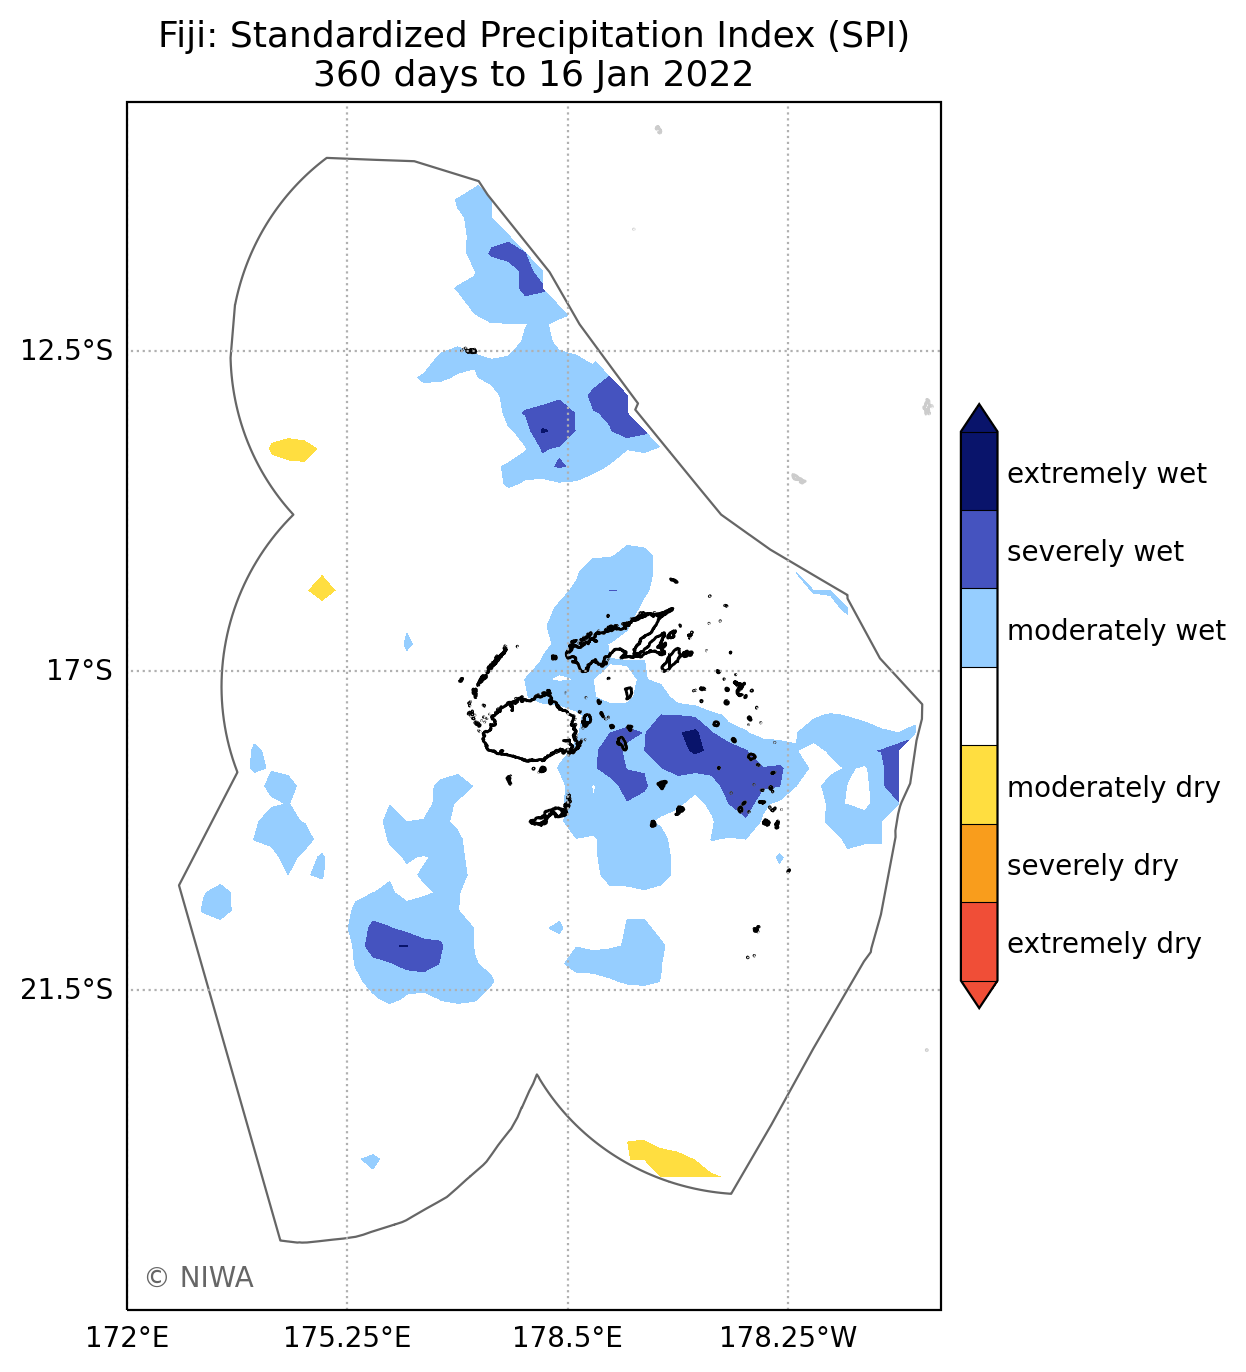 Fiji: Standardized Precipitation Index (SPI)
360 days to 16 Jan 2022
12.5°S
17°S
21.5°S
172°E
175.25°E
178.5°E
178.25°W
extremely wet
severely wet
moderately wet
moderately dry
severely dry
extremely dry
© NIWA